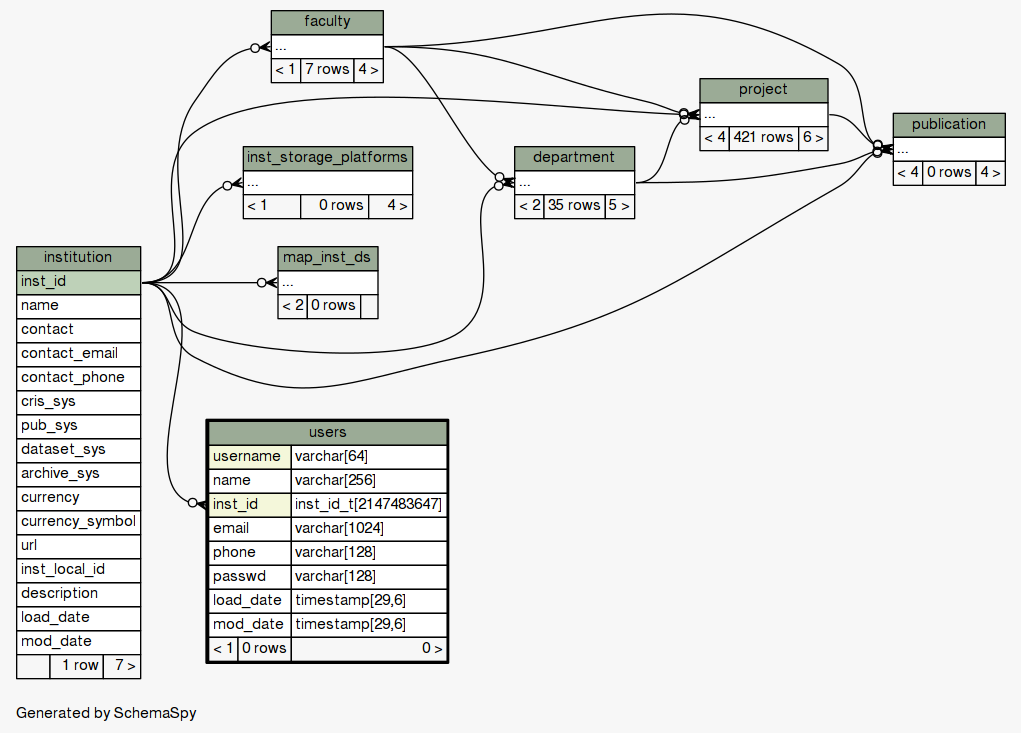 faculty
...
< 1 7 rows 4 >
project
...
< 4 421 rows 6 >
publication
...
< 4 0 rows 4 >
inst_storage_platforms
...
< 1 0 rows 4 >
department
...
< 2 35 rows 5 >
map_inst_ds
...
< 2 0 rows
institution
inst_id
name
contact
contact_email
contact_phone
cris_sys
pub_sys
dataset_sys
archive_sys
currency
currency_symbol
url
inst_local_id
description
load_date
mod_date
1 row 7 >
users
username varchar[64]
name varchar[256]
inst_id inst_id_t[2147483647]
email varchar[1024]
phone varchar[128]
passwd varchar[128]
load_date timestamp[29,6]
mod_date timestamp[29,6]
< 1 0 rows 0 >
Generated by SchemaSpy